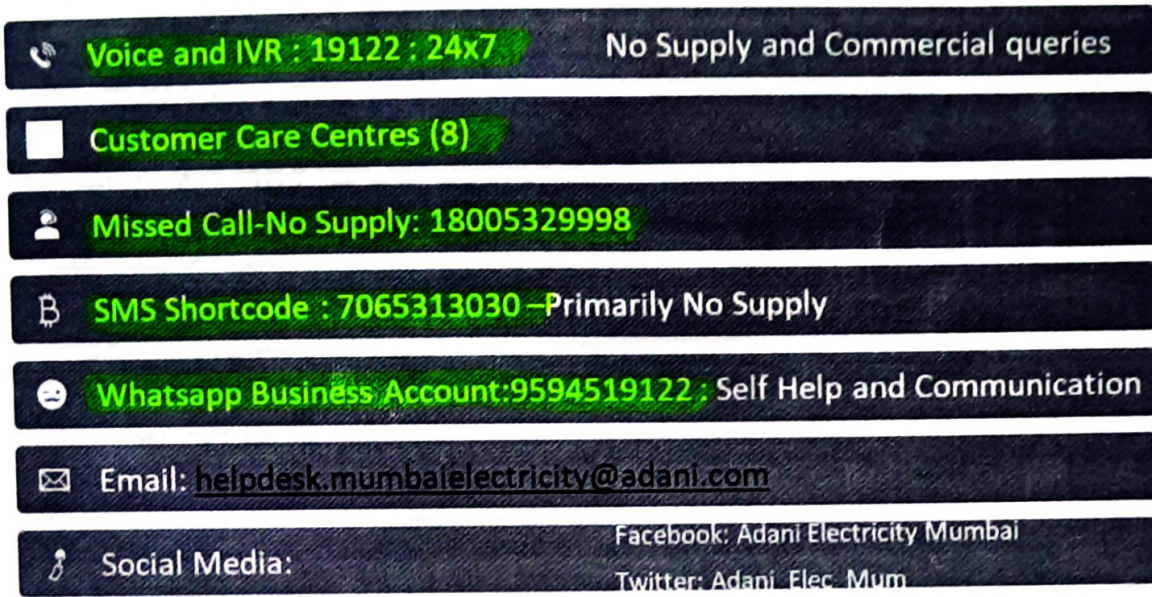 Voice and IVR : 19122 : 24x7 No Supply and Commercial queries
Customer Care Centres (8)
Missed Call-No Supply: 18005329998
SMS Shortcode : 7065313030 –Primarily No Supply
Whatsapp Business Account:9594519122 : Self Help and Communication
Email: helpdesk.mumbaielectricity@adani.com
Facebook: Adani Electricity Mumbai
Social Media:
Twitter: Adani_Elec_Mum